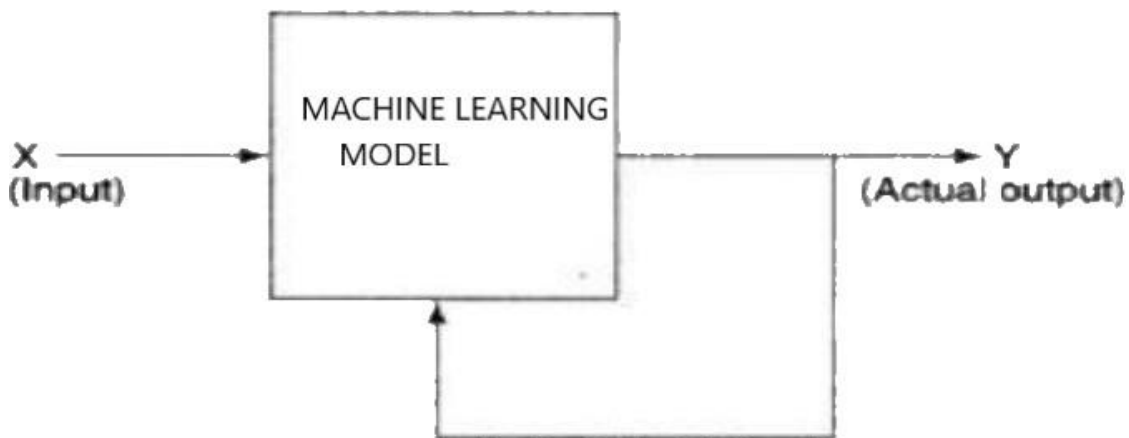 MACHINE LEARNING
MODEL
X
(Input)
Y
(Actual output)